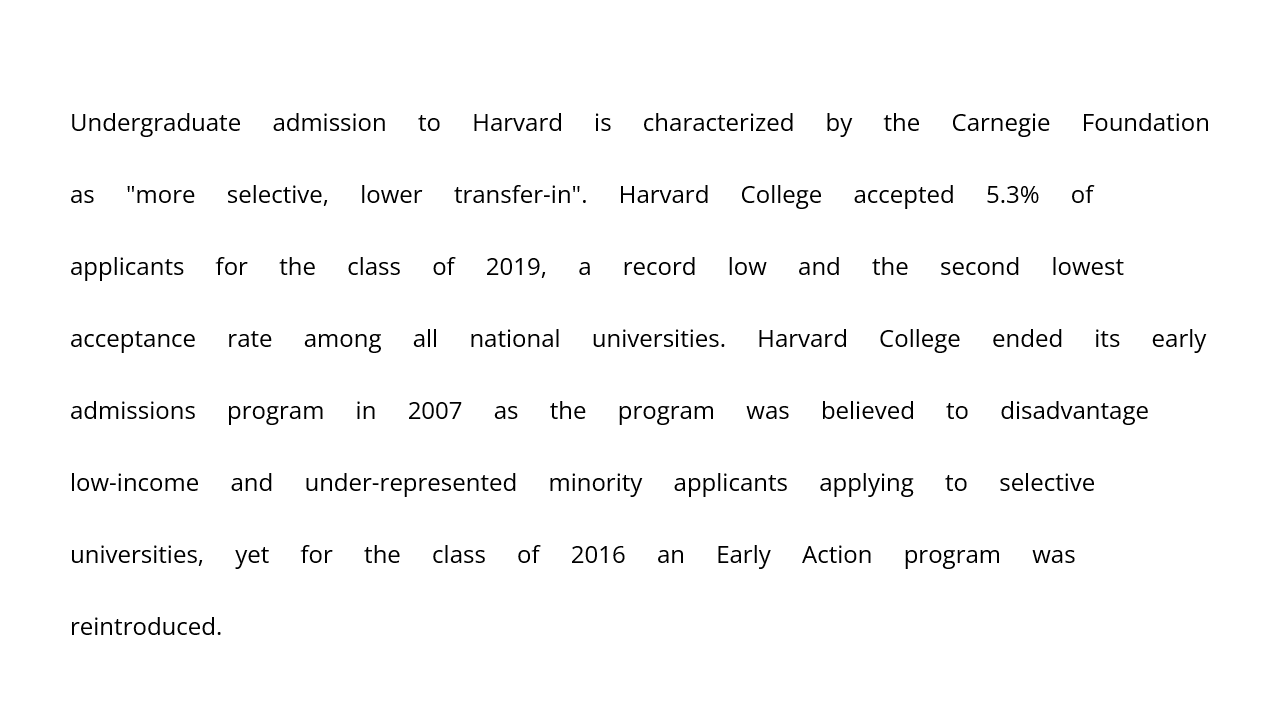 Undergraduate admission to Harvard is characterized by the Carnegie Foundation
as "more selective, lower transfer-in". Harvard College accepted 5.3% of
applicants for the class of 2019, a record low and the second lowest
acceptance rate among all national universities. Harvard College ended its early
admissions program in 2007 as the program was believed to disadvantage
low-income and under-represented minority applicants applying to selective
universities, yet for the class of 2016 an Early Action program was
reintroduced.